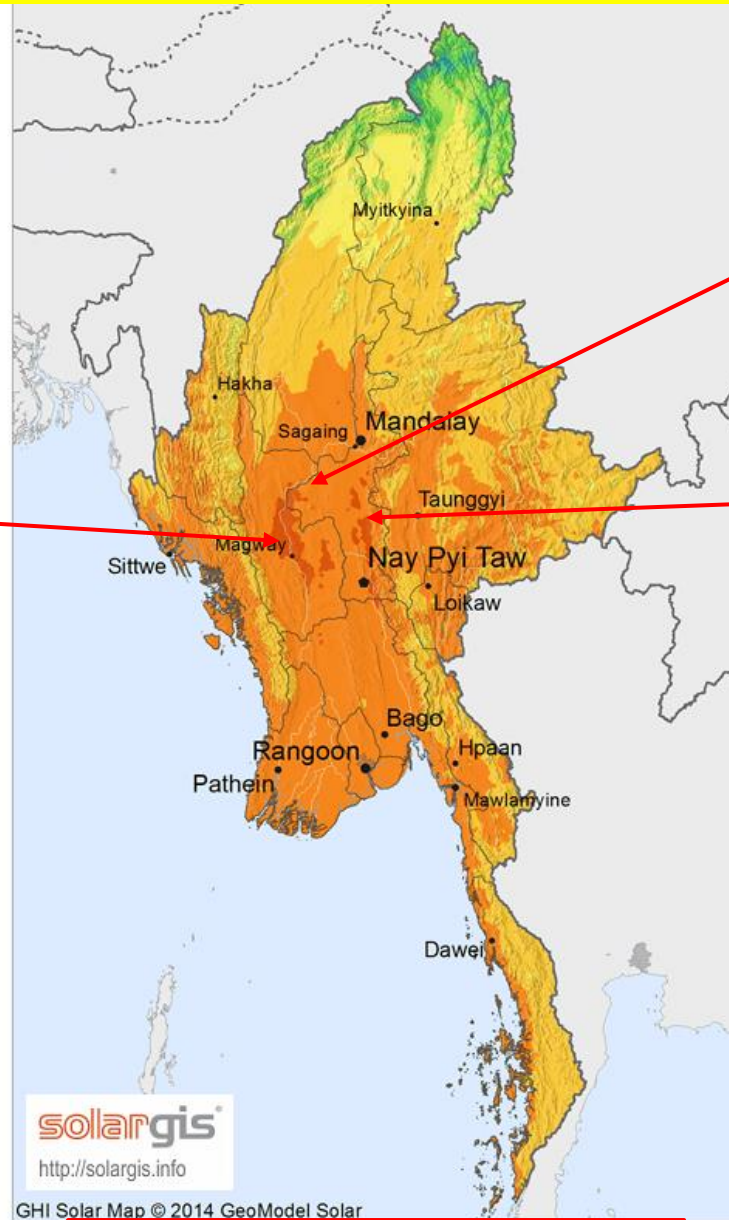 Myitkyina
Hakha
Sagaing
Mandalay
Taunggyi
Magway
Sittwe
Nay Pyi Taw
Loikaw
Bago
Rangoon
Hpaan
Pathein
Mawlamyine
Dawei
solargis
http://solargis.info
GHI Solar Map © 2014 GeoModel Solar